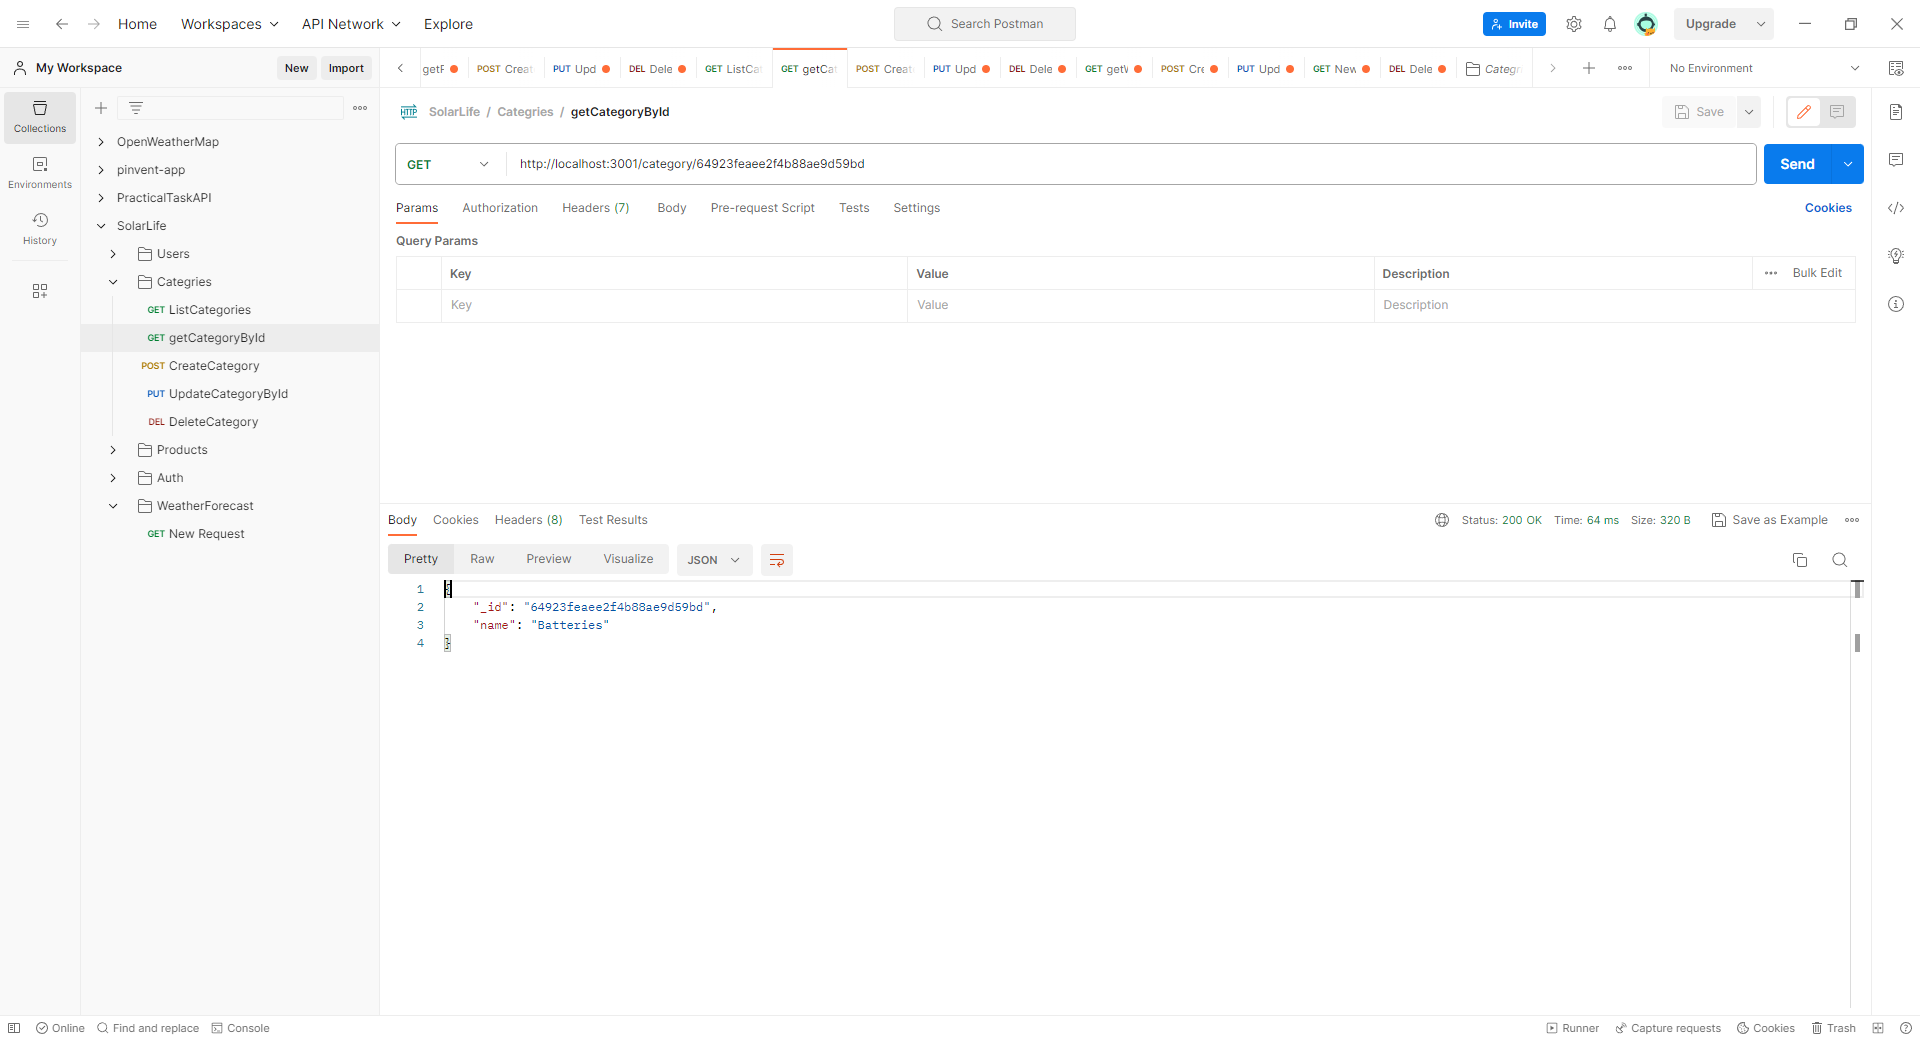 Home Workspaces API Network Explore Search Postman Invite Upgrade
My Workspace New Import
getF POST Creat PUT Upd DEL Dele GET ListCat GET getCat POST Creat PUT Upd DEL Dele GET getV POST Cre PUT Upd GET New DEL Dele Categri No Environment
Collections
Environments
History
OpenWeatherMap
pinvent-app
PracticalTaskAPI
SolarLife
Users
Categries
GET ListCategories
GET getCategoryById
POST CreateCategory
PUT UpdateCategoryById
DEL DeleteCategory
Products
Auth
WeatherForecast
GET New Request
HTTP SolarLife / Categries / getCategoryById Save
GET http://localhost:3001/category/64923feaee2f4b88ae9d59bd Send
Params Authorization Headers (7) Body Pre-request Script Tests Settings Cookies
Query Params
Key Value Description Bulk Edit
Key Value Description
Body Cookies Headers (8) Test Results Status: 200 OK Time: 64 ms Size: 320 B Save as Example
Pretty Raw Preview Visualize JSON
1 {
2 "_id": "64923feaee2f4b88ae9d59bd",
3 "name": "Batteries"
4 }
Online Find and replace Console Runner Capture requests Cookies Trash